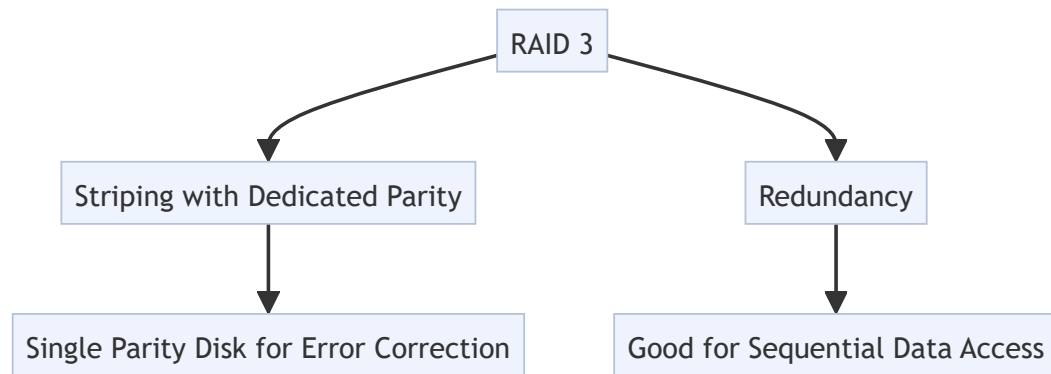 RAID 3
Striping with Dedicated Parity
Redundancy
Single Parity Disk for Error Correction
Good for Sequential Data Access